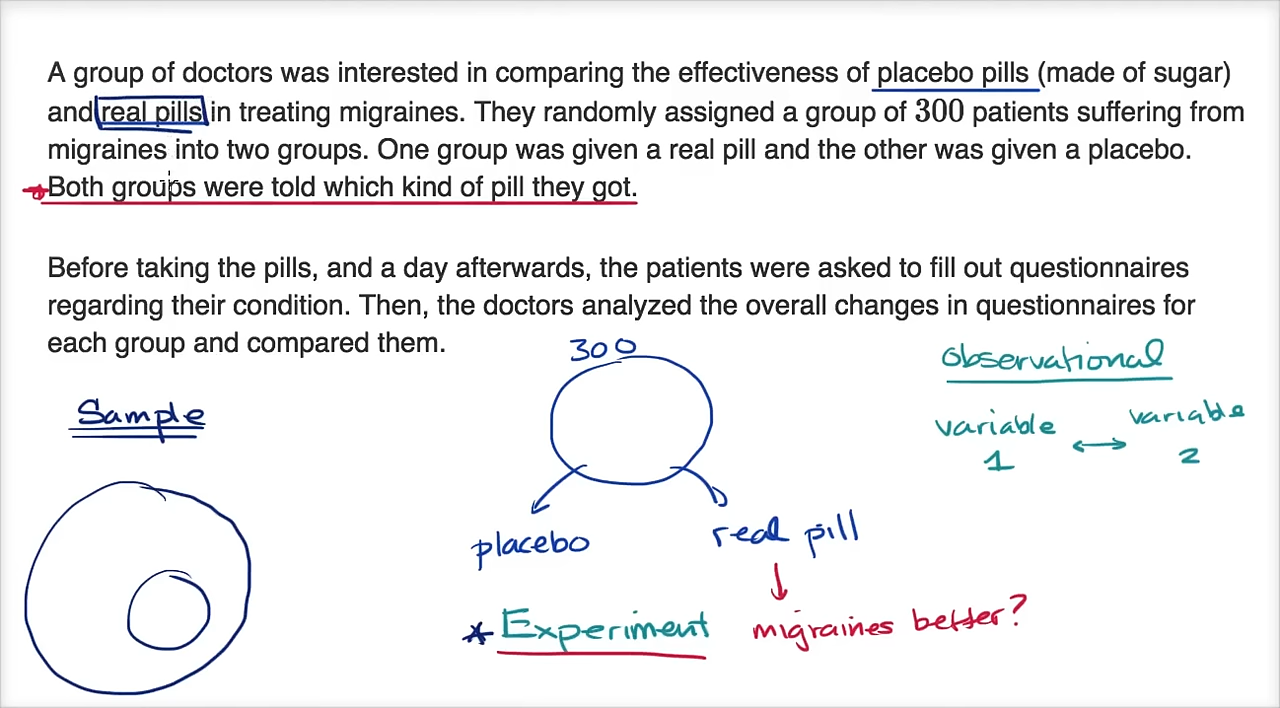 A group of doctors was interested in comparing the effectiveness of placebo pills (made of sugar)
and real pills in treating migraines. They randomly assigned a group of 300 patients suffering from
migraines into two groups. One group was given a real pill and the other was given a placebo.
Both groups were told which kind of pill they got.
Before taking the pills, and a day afterwards, the patients were asked to fill out questionnaires
regarding their condition. Then, the doctors analyzed the overall changes in questionnaires for
each group and compared them.
300
observational
Sample
variable
1
variable
2
placebo
real pill
Experiment
migraines better?